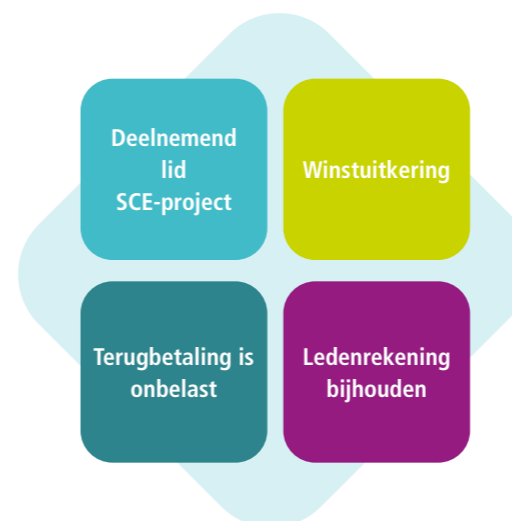 Deelnemend
lid
SCE-project
Winstuitkering
Terugbetaling is
onbelast
Ledenrekening
bijhouden